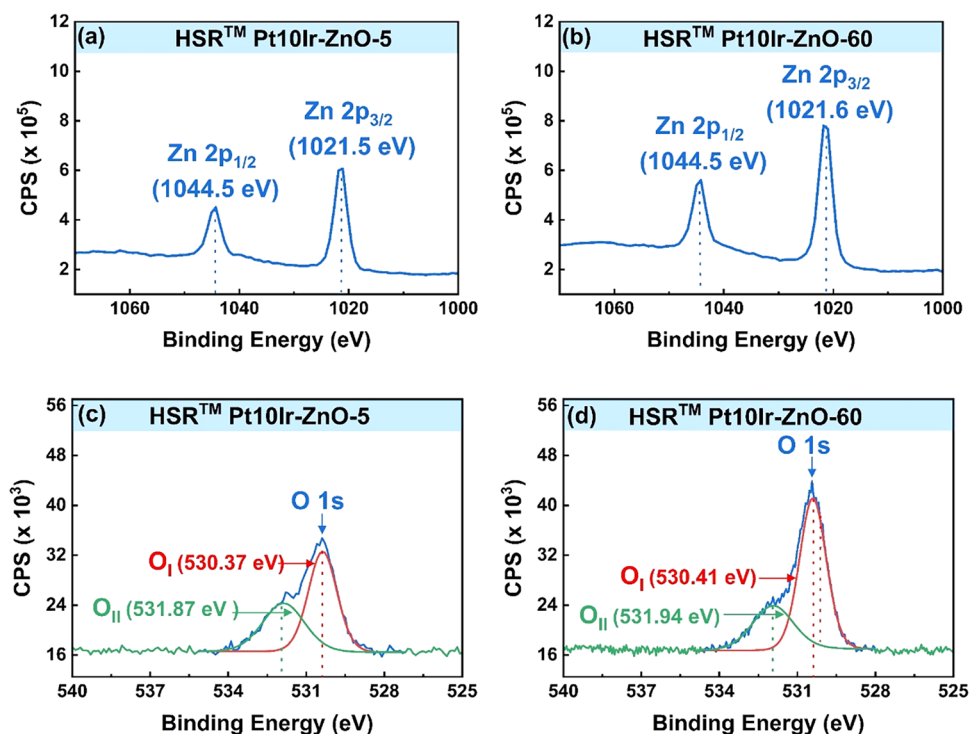 (a) HSR™ Pt10Ir-ZnO-5
12
10
8
6
4
2
CPS (x 10⁵)
Zn 2p₁/₂
(1044.5 eV)
Zn 2p₃/₂
(1021.5 eV)
1060 1040 1020 1000
Binding Energy (eV)
(b) HSR™ Pt10Ir-ZnO-60
12
10
8
6
4
2
CPS (x 10⁵)
Zn 2p₁/₂
(1044.5 eV)
Zn 2p₃/₂
(1021.6 eV)
1060 1040 1020 1000
Binding Energy (eV)
(c) HSR™ Pt10Ir-ZnO-5
56
48
40
32
24
16
CPS (x 10³)
O 1s
O_I (530.37 eV)
O_II (531.87 eV )
540 537 534 531 528 525
Binding Energy (eV)
(d) HSR™ Pt10Ir-ZnO-60
56
48
40
32
24
16
CPS (x 10³)
O 1s
O_I (530.41 eV)
O_II (531.94 eV)
540 537 534 531 528 525
Binding Energy (eV)